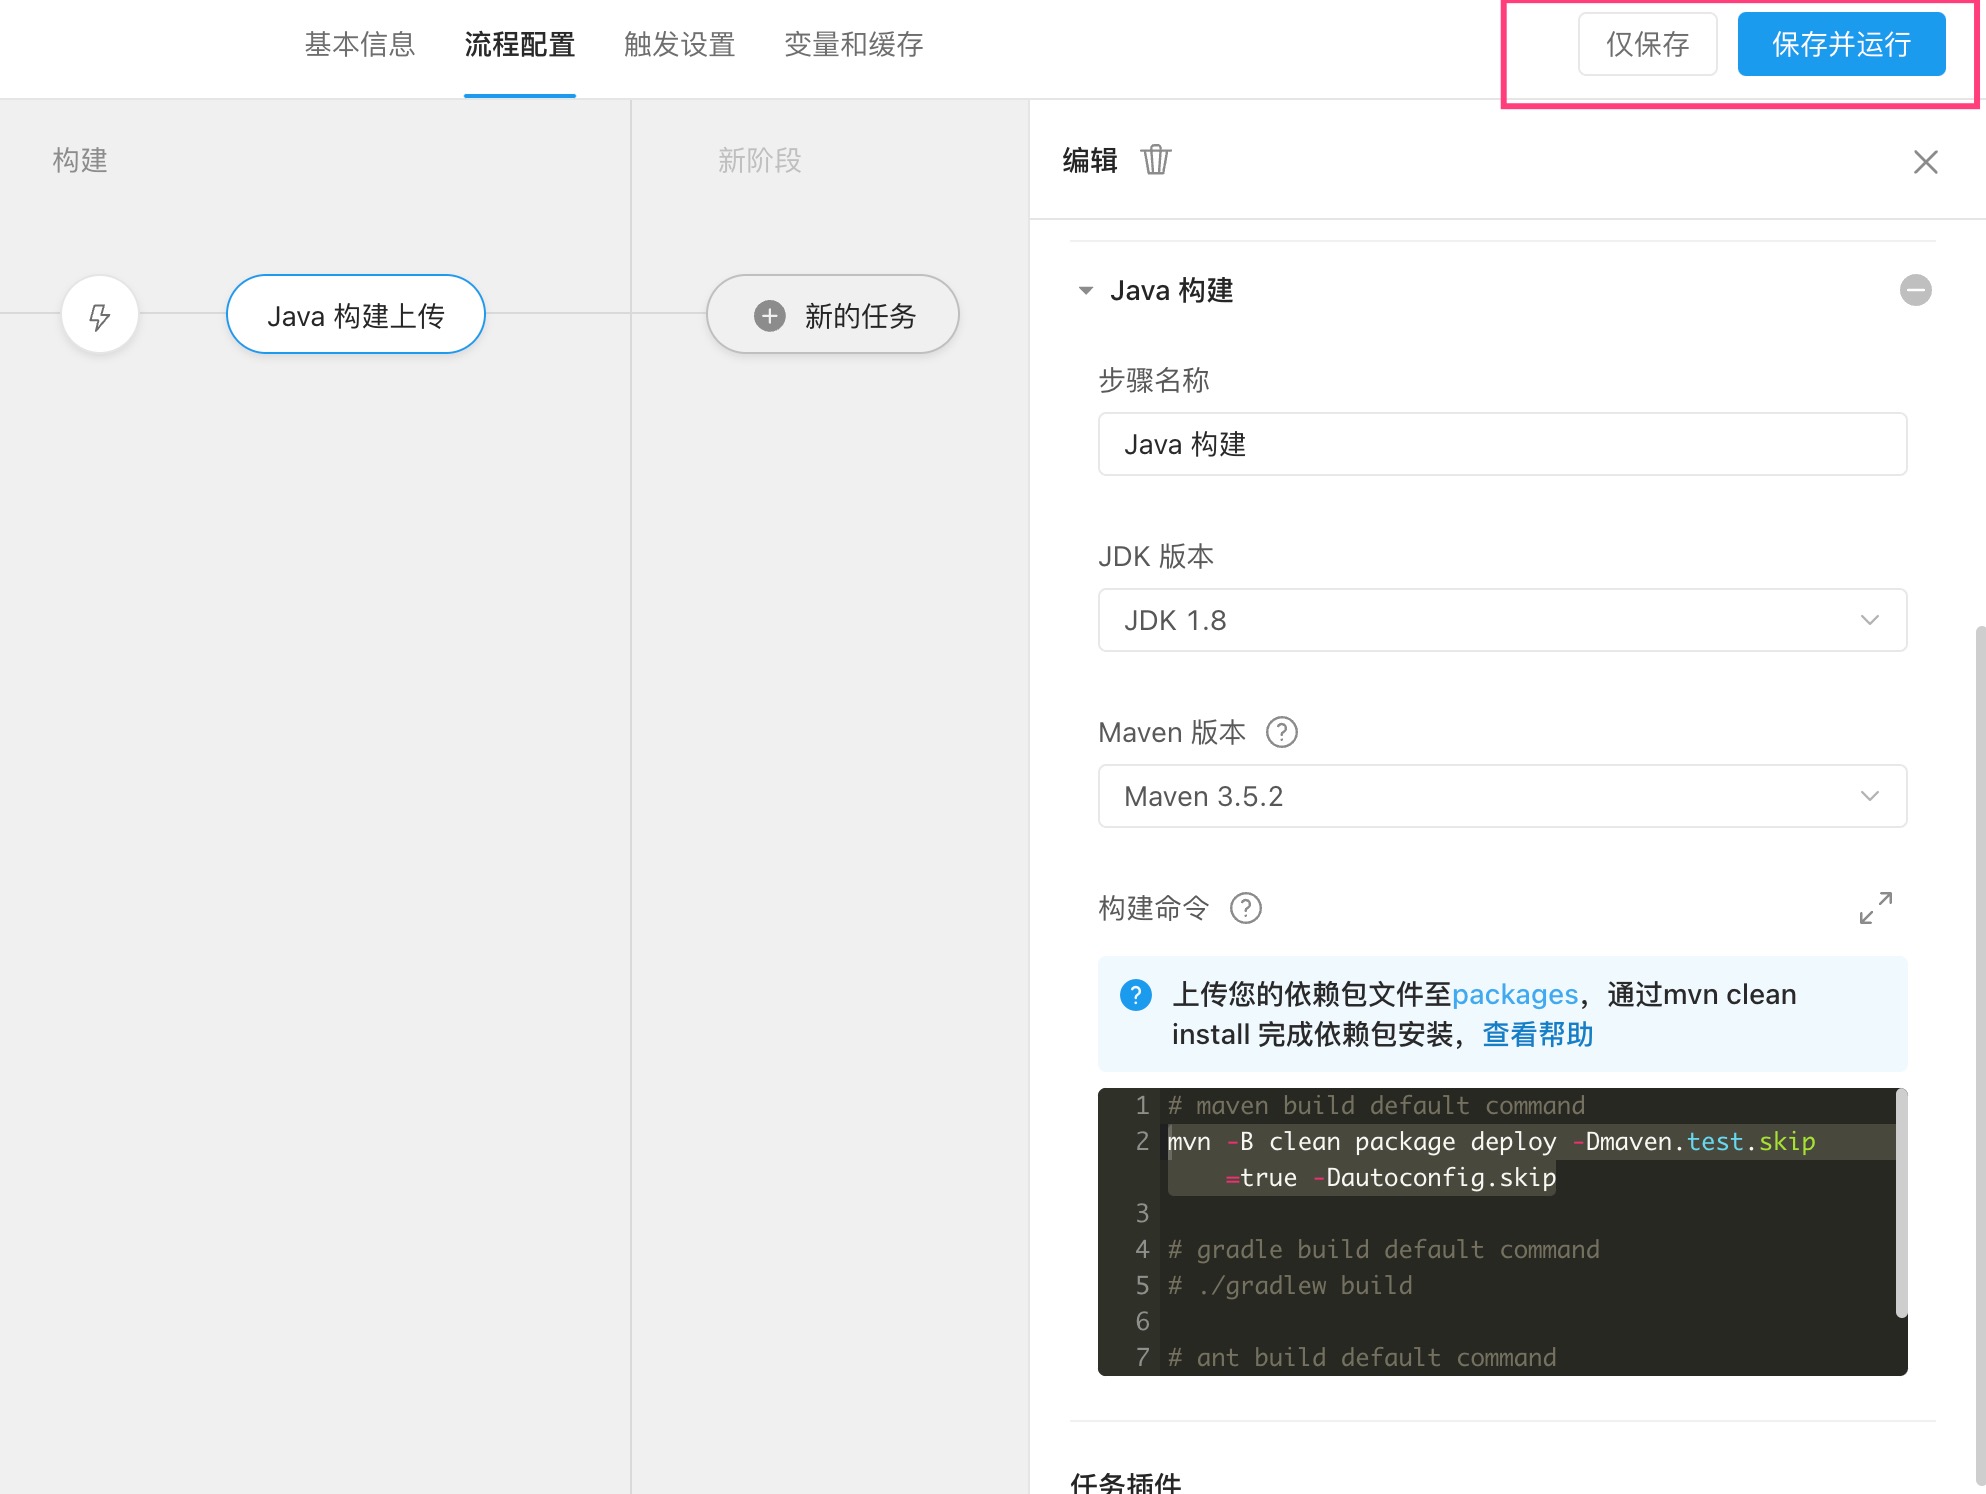 基本信息
流程配置
触发设置
变量和缓存
仅保存
保存并运行
构建
新阶段
Java 构建上传
新的任务
编辑
Java 构建
步骤名称
Java 构建
JDK 版本
JDK 1.8
Maven 版本
Maven 3.5.2
构建命令
上传您的依赖包文件至packages，通过mvn clean
install 完成依赖包安装，查看帮助
1 # maven build default command
2 mvn -B clean package deploy -Dmaven.test.skip
=true -Dautoconfig.skip
3
4 # gradle build default command
5 # ./gradlew build
6
7 # ant build default command
任务插件